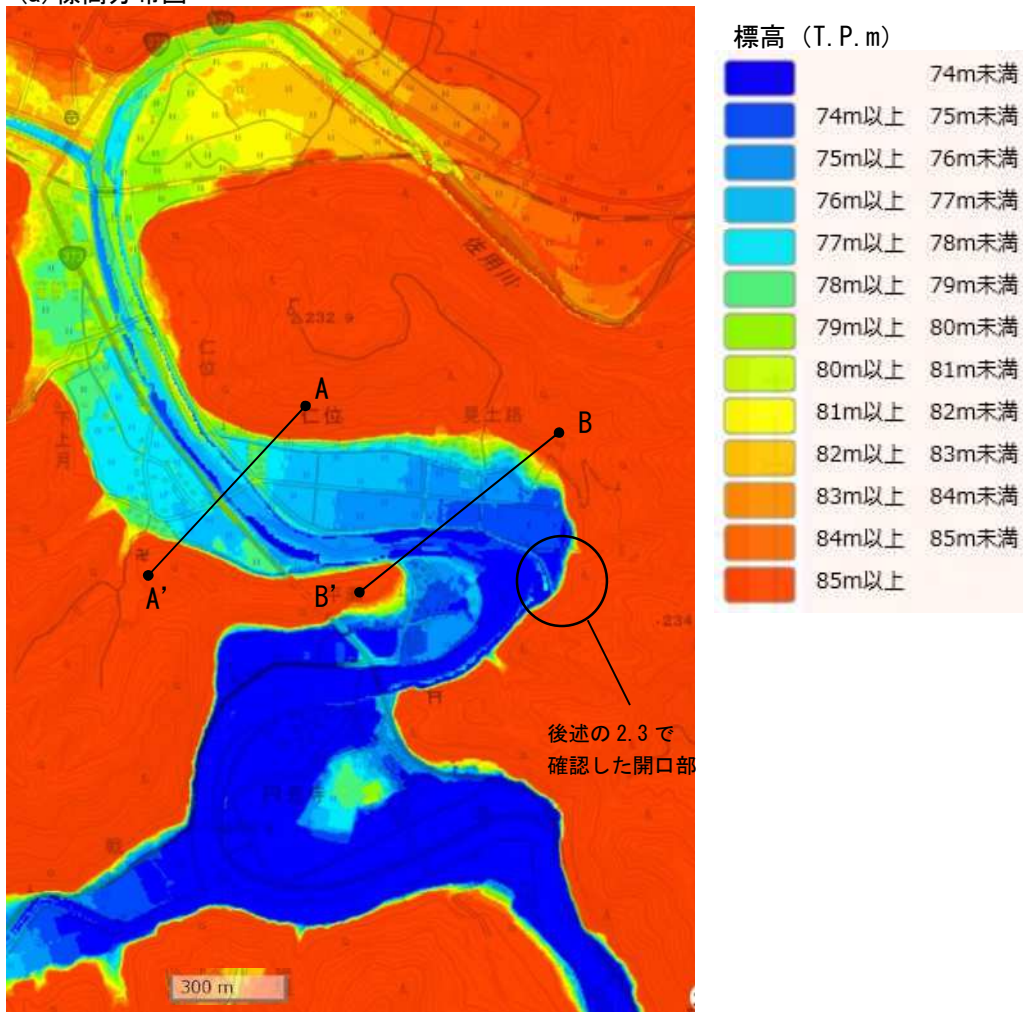 (a)標高分布図
標高 (T.P.m)
74m未満
74m以上 75m未満
75m以上 76m未満
76m以上 77m未満
77m以上 78m未満
78m以上 79m未満
79m以上 80m未満
80m以上 81m未満
81m以上 82m未満
82m以上 83m未満
83m以上 84m未満
84m以上 85m未満
85m以上
373
佐用川
232.9
仁位
A
仁位
見土路
B
下上月
A'
B'
・234
後述の2.3で
確認した開口部
300 m